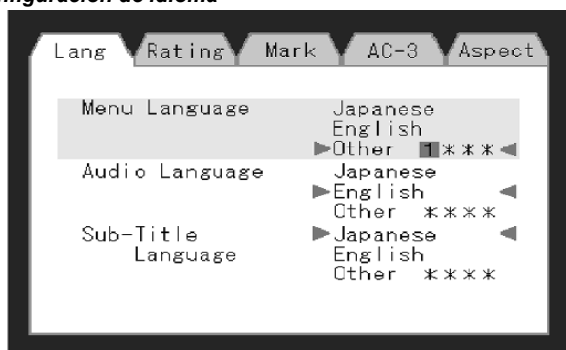 nfiguración de idioma
Lang Rating Mark AC-3 Aspect
Menu Language Japanese
English
▶Other 1***◀
Audio Language Japanese
▶English ◀
Other ****
Sub-Title ▶Japanese ◀
Language English
Other ****